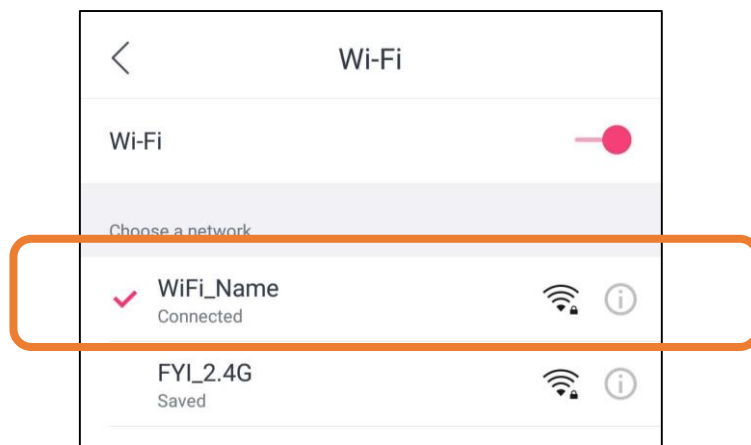 Wi-Fi
Wi-Fi
Choose a network
WiFi_Name
Connected
FYI_2.4G
Saved